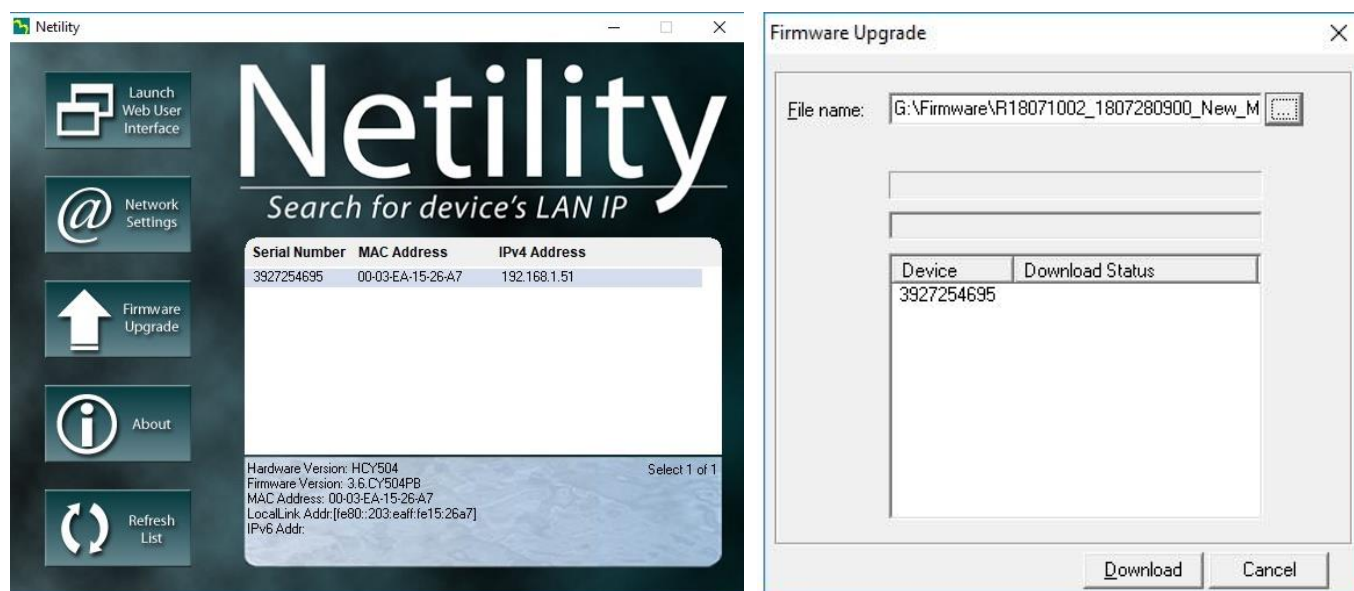 Netility
Launch
Web User
Interface
Network
Settings
Firmware
Upgrade
About
Refresh
List
Netility
Search for device's LAN IP
Serial Number MAC Address IPv4 Address
3927254695 00-03-EA-15-26-A7 192.168.1.51
Hardware Version: HCY504 Select 1 of 1
Firmware Version: 3.6.CY504PB
MAC Address: 00-03-EA-15-26-A7
LocalLink Addr:[fe80::203:eaff:fe15:26a7]
IPv6 Addr:
Firmware Upgrade
File name: G:\Firmware\R18071002_1807280900_New_M ...
Device Download Status
3927254695
Download Cancel